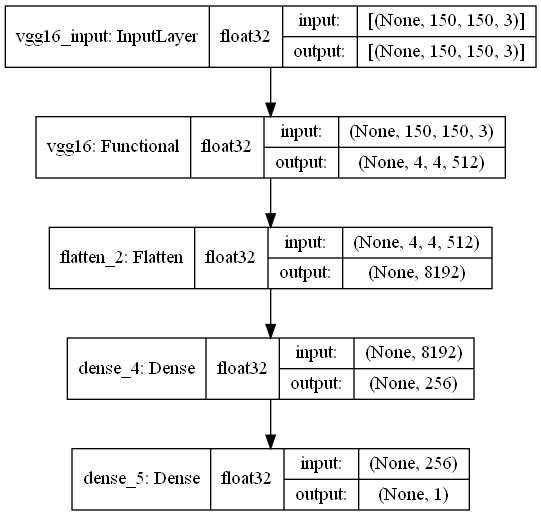 vgg16_input: InputLayer float32 input: [(None, 150, 150, 3)]
output: [(None, 150, 150, 3)]
vgg16: Functional float32 input: (None, 150, 150, 3)
output: (None, 4, 4, 512)
flatten_2: Flatten float32 input: (None, 4, 4, 512)
output: (None, 8192)
dense_4: Dense float32 input: (None, 8192)
output: (None, 256)
dense_5: Dense float32 input: (None, 256)
output: (None, 1)